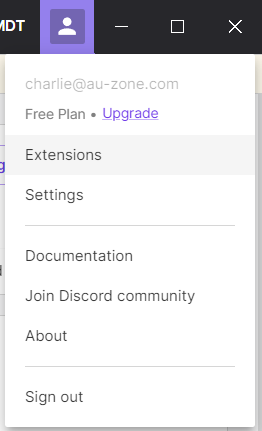 MDT
charlie@au-zone.com
Free Plan • Upgrade
Extensions
Settings
Documentation
Join Discord community
About
Sign out